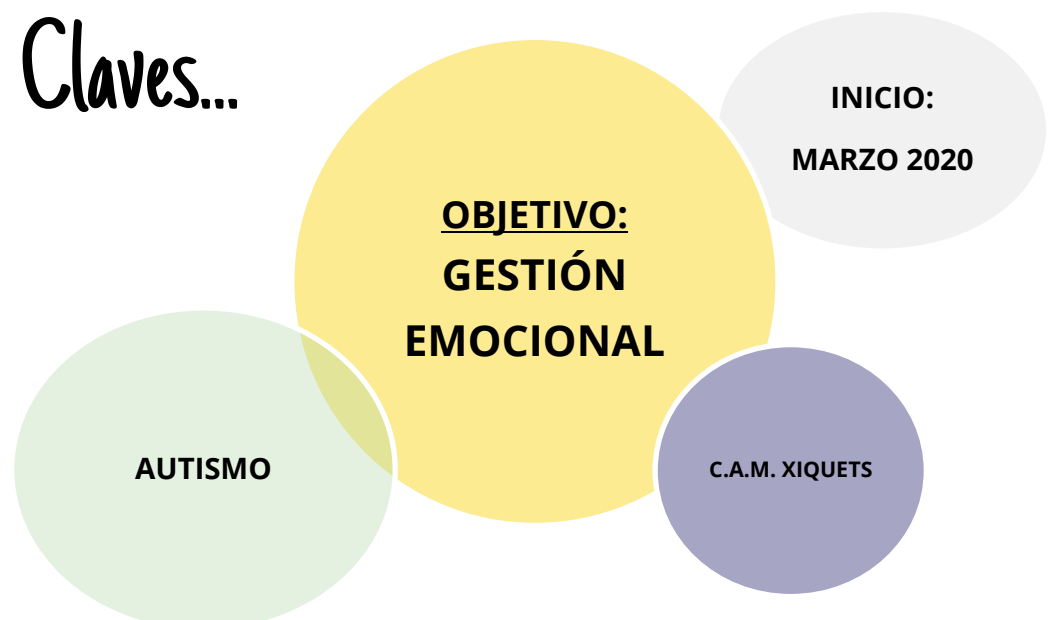 Claves...
INICIO:
MARZO 2020
OBJETIVO:
GESTIÓN
EMOCIONAL
AUTISMO
C.A.M. XIQUETS